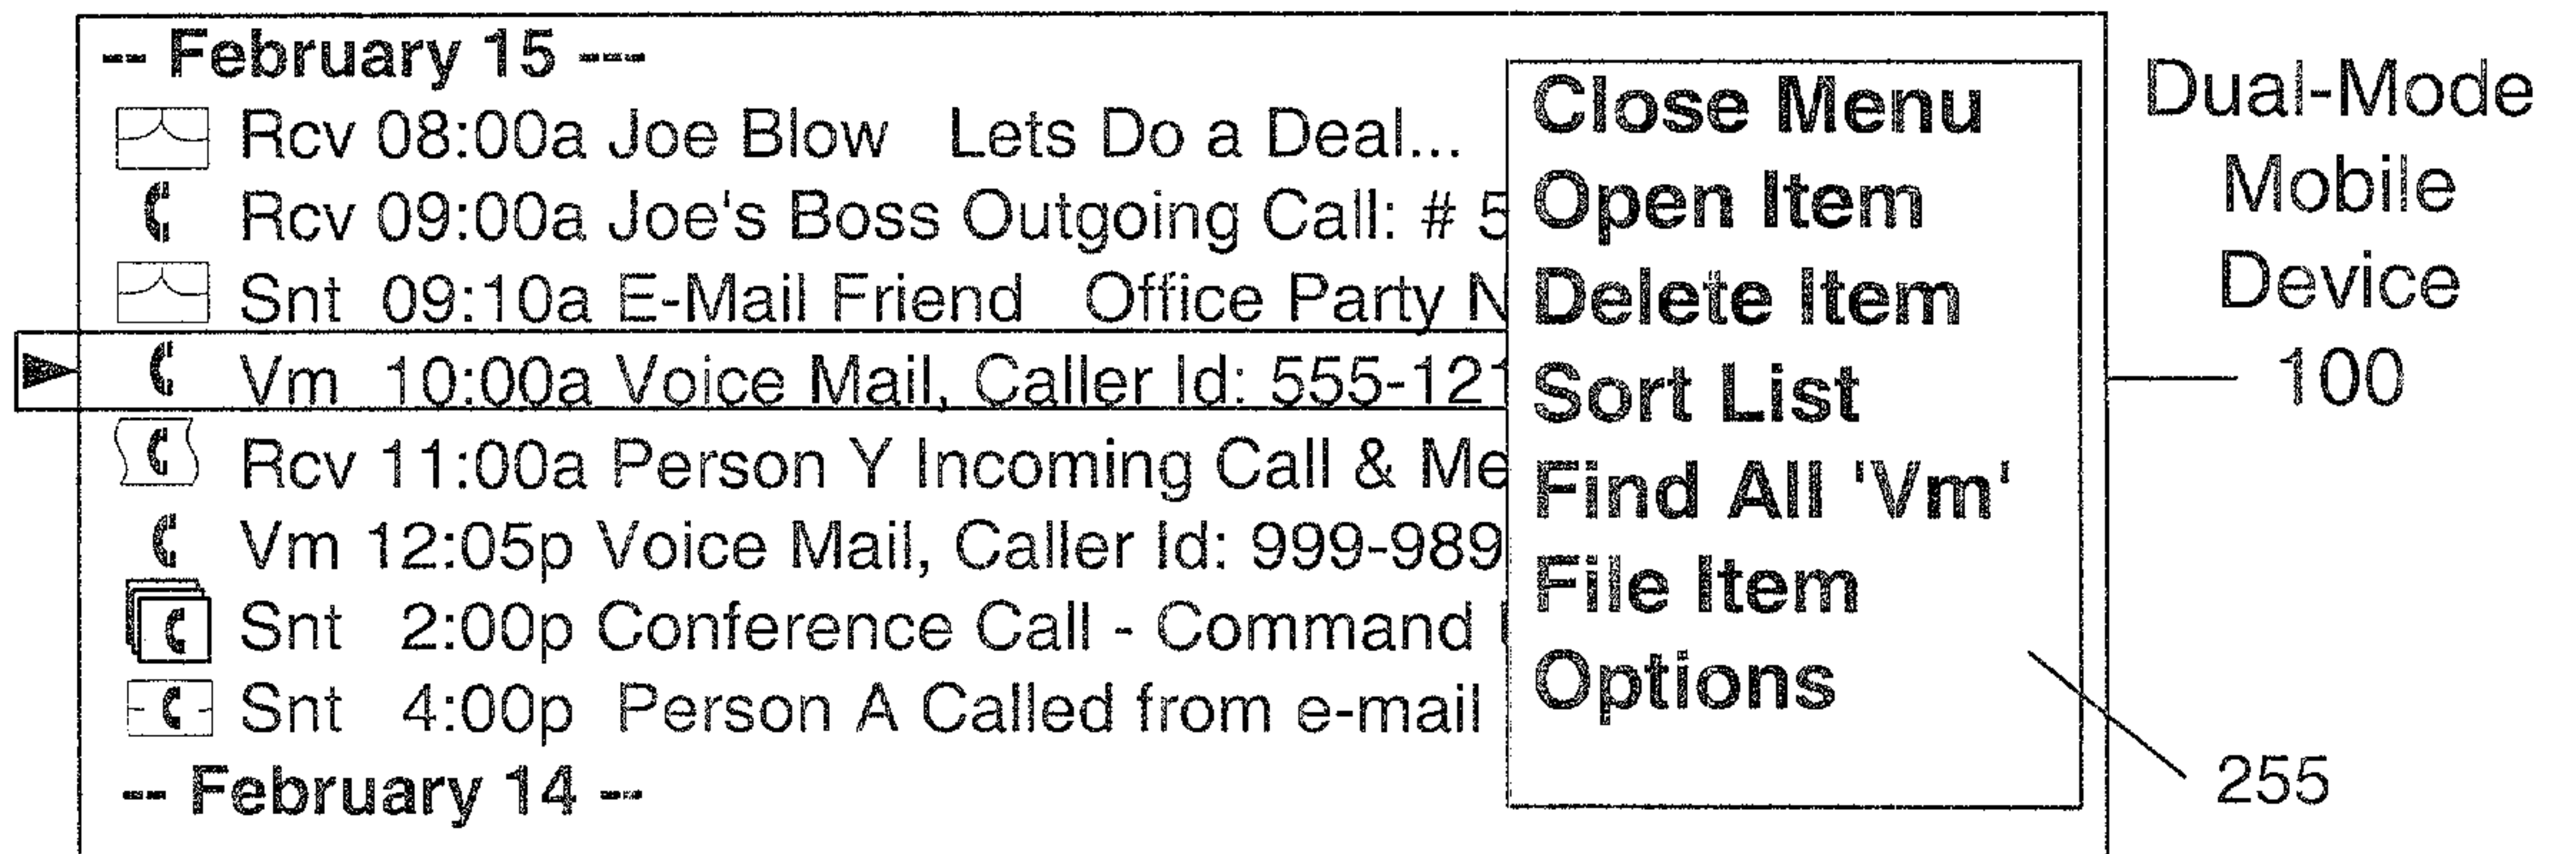 -- February 15 ---
Rcv 08:00a Joe Blow Lets Do a Deal...
Rcv 09:00a Joe's Boss Outgoing Call: # 5
Snt 09:10a E-Mail Friend Office Party N
Vm 10:00a Voice Mail, Caller Id: 555-121
Rcv 11:00a Person Y Incoming Call & Me
Vm 12:05p Voice Mail, Caller Id: 999-989
Snt 2:00p Conference Call - Command
Snt 4:00p Person A Called from e-mail
-- February 14 --
Close Menu
Open Item
Delete Item
Sort List
Find All 'Vm'
File Item
Options
Dual-Mode
Mobile
Device
100
255